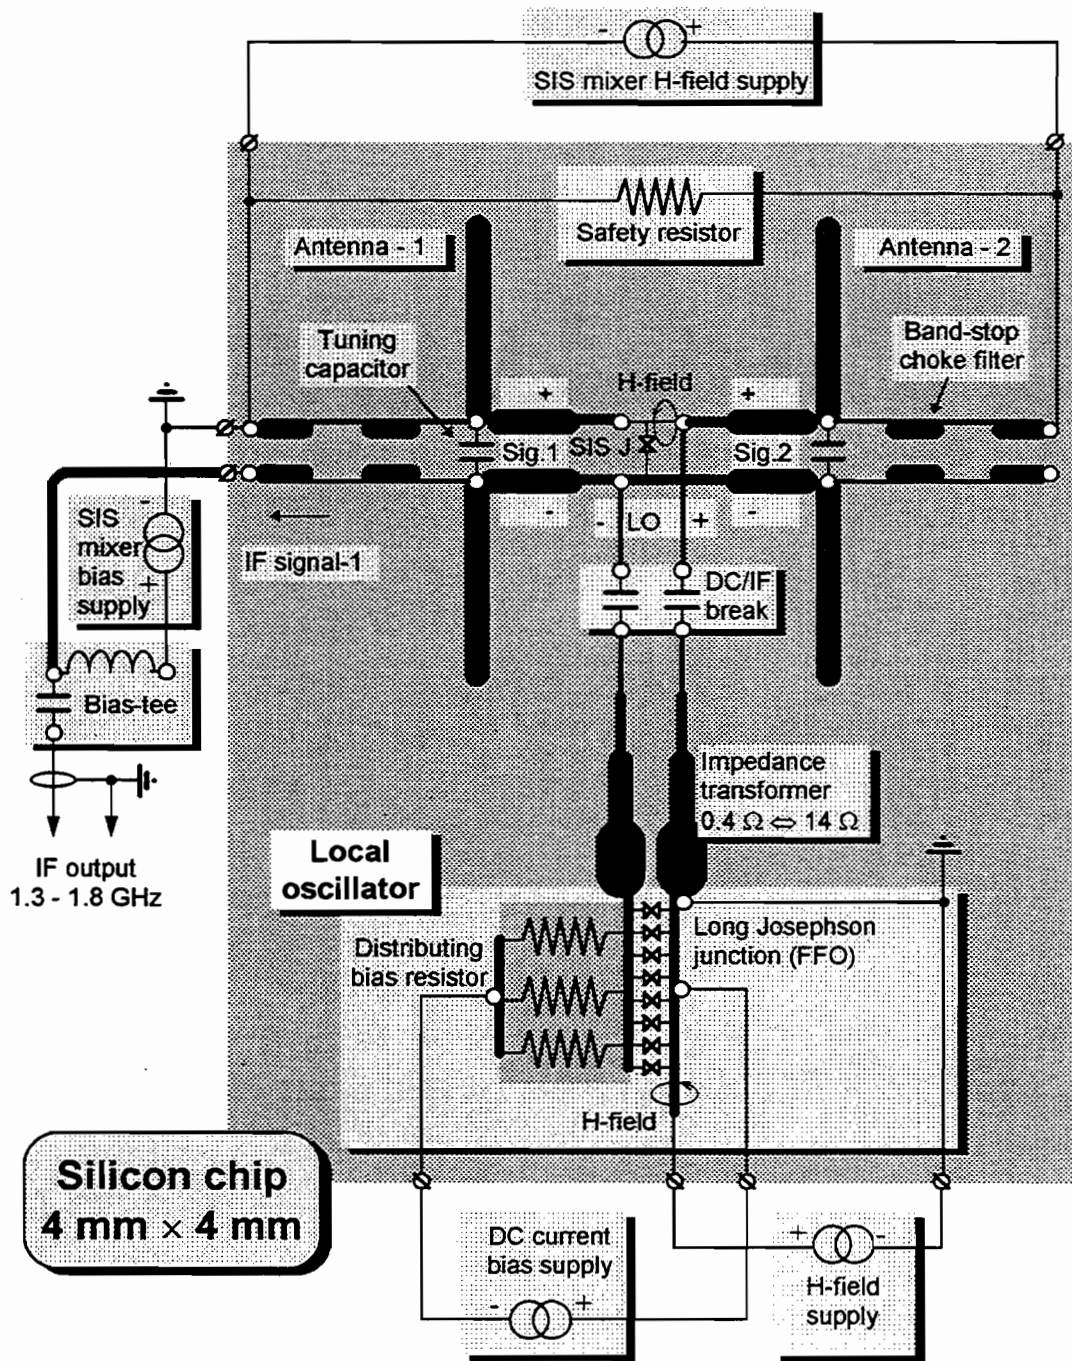 - +
SIS mixer H-field supply
Safety resistor
Antenna - 1
Antenna - 2
Tuning
capacitor
Band-stop
choke filter
H-field
+
+
SIS J
Sig.1
Sig.2
-
-
- LO +
-
SIS
mixer
bias
+
supply
IF signal-1
DC/IF
break
Bias-tee
Impedance
transformer
0.4 Ω ⇔ 14 Ω
IF output
1.3 - 1.8 GHz
Local
oscillator
Distributing
bias resistor
Long Josephson
junction (FFO)
H-field
Silicon chip
4 mm × 4 mm
DC current
bias supply
- +
+ -
H-field
supply